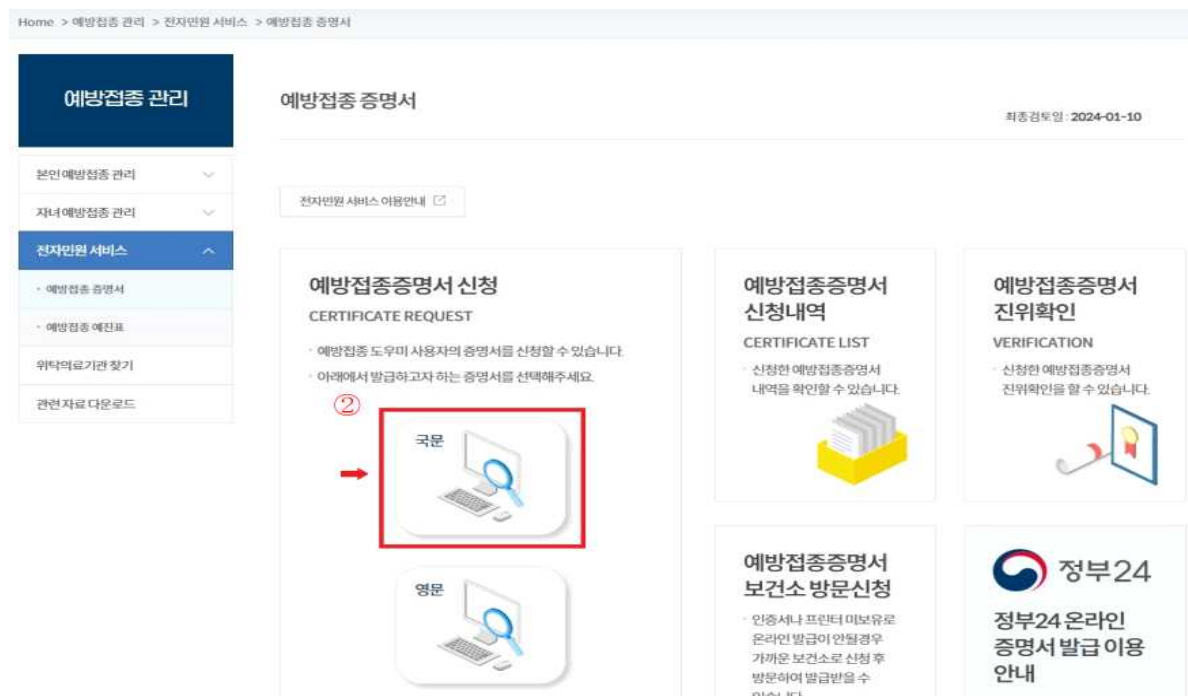 Home > 예방접종 관리 > 전자민원 서비스 > 예방접종 증명서
예방접종 관리
본인 예방접종 관리
자녀 예방접종 관리
전자민원 서비스
· 예방접종 증명서
· 예방접종 예진표
위탁의료기관 찾기
관련 자료 다운로드
예방접종 증명서
최종검토일 : 2024-01-10
전자민원 서비스 이용안내
예방접종증명서 신청
CERTIFICATE REQUEST
· 예방접종 도우미 사용자의 증명서를 신청할 수 있습니다.
· 아래에서 발급하고자 하는 증명서를 선택해주세요.
②
국문
영문
예방접종증명서
신청내역
CERTIFICATE LIST
· 신청한 예방접종증명서
내역을 확인할 수 있습니다.
예방접종증명서
진위확인
VERIFICATION
· 신청한 예방접종증명서
진위확인을 할 수 있습니다.
예방접종증명서
보건소 방문신청
· 인증서나 프린터 미보유로
온라인 발급이 안될경우
가까운 보건소로 신청 후
방문하여 발급받을 수
정부24
정부24 온라인
증명서 발급 이용
안내